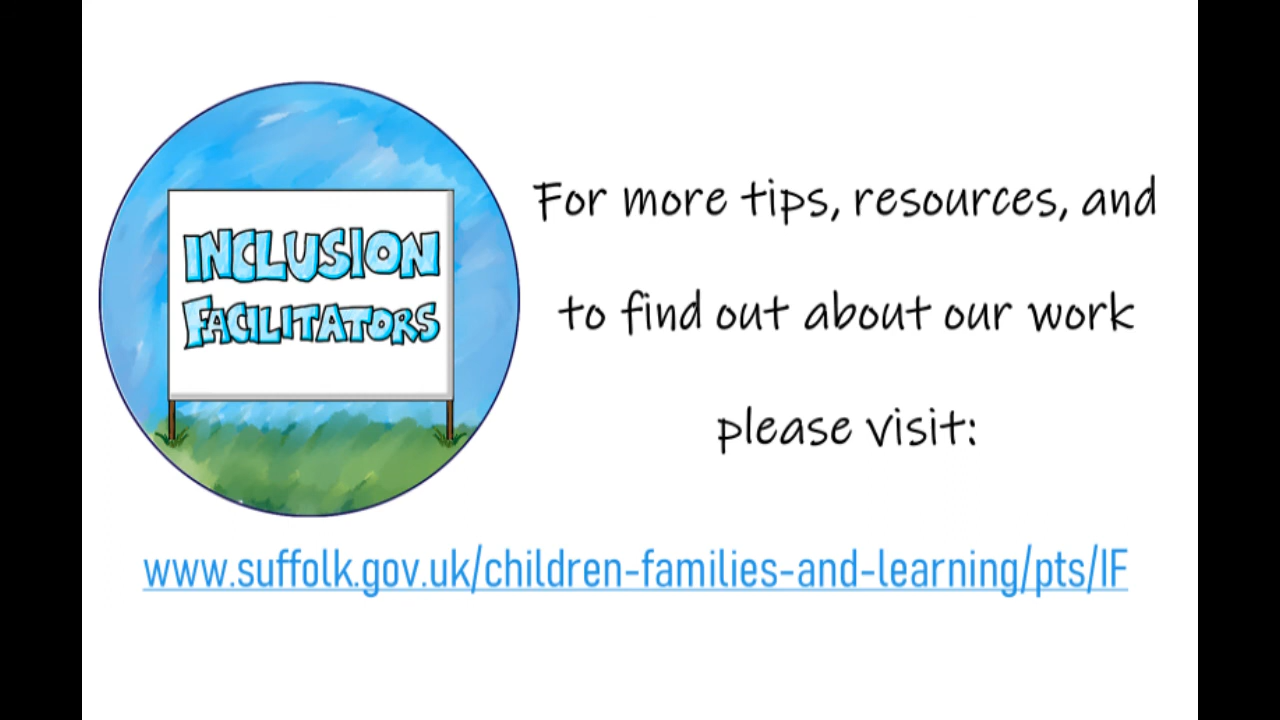 INCLUSION
FACILITATORS
For more tips, resources, and
to find out about our work
please visit:
www.suffolk.gov.uk/children-families-and-learning/pts/IF